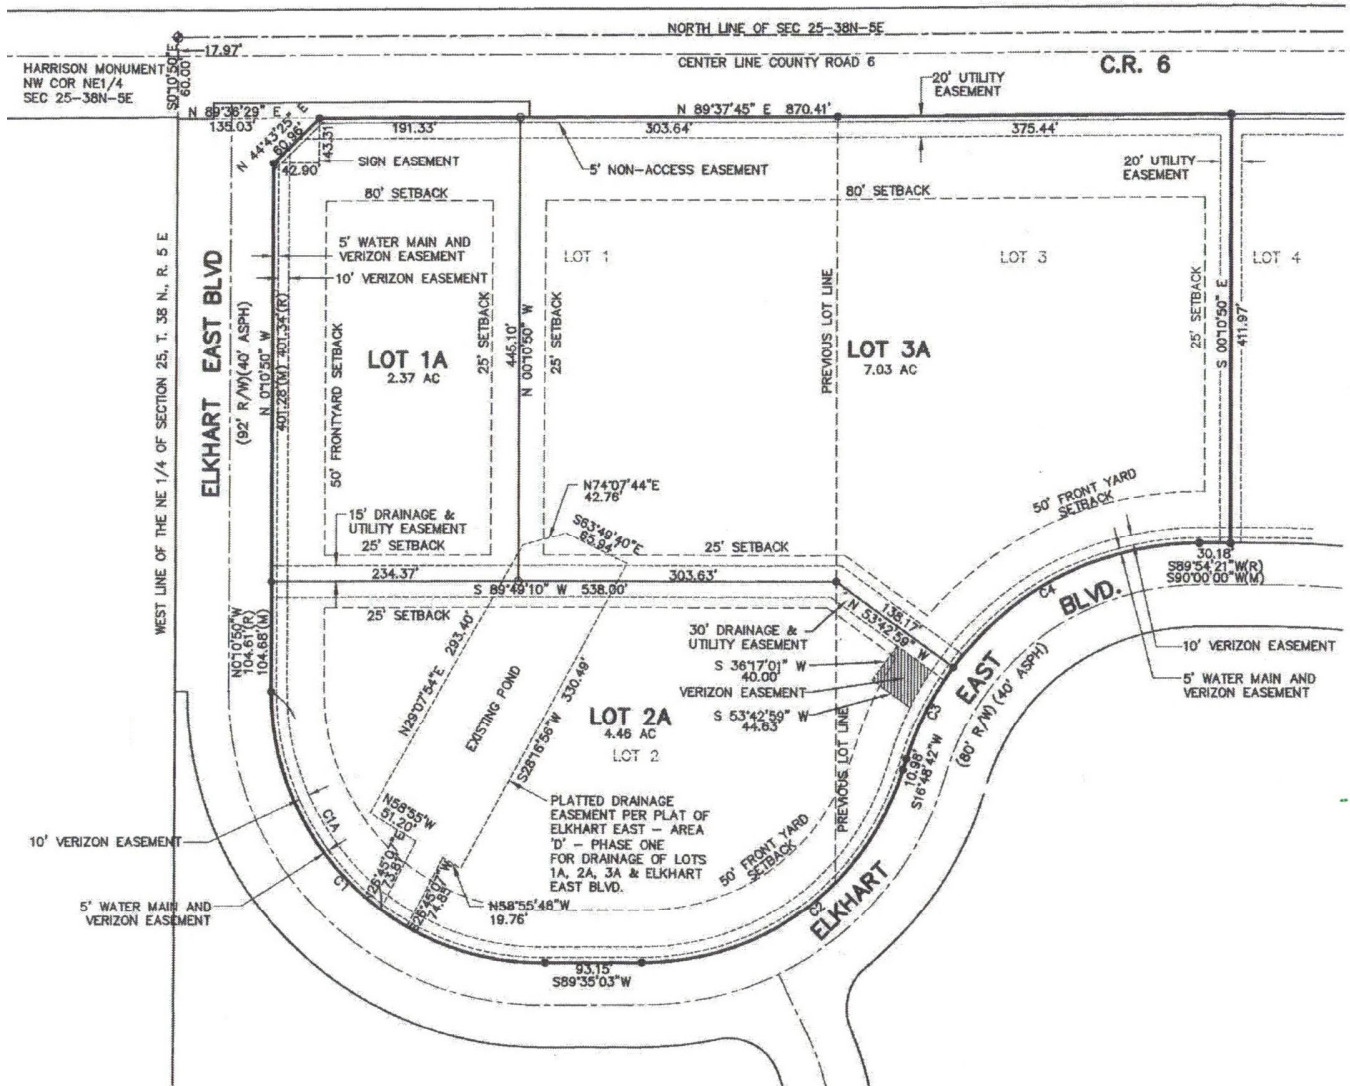 NORTH LINE OF SEC 25-38N-5E
17.97'
S0°10'50"E
60.00'
HARRISON MONUMENT
NW COR NE1/4
SEC 25-38N-5E
CENTER LINE COUNTY ROAD 6
C.R. 6
20' UTILITY
EASEMENT
N 89°36'29" E
135.03'
N 44°43'25" E
60.86'
43.31'
42.90'
191.33'
N 89°37'45" E 870.41'
303.64'
375.44'
SIGN EASEMENT
5' NON-ACCESS EASEMENT
20' UTILITY
EASEMENT
80' SETBACK
80' SETBACK
5' WATER MAIN AND
VERIZON EASEMENT
10' VERIZON EASEMENT
LOT 1
LOT 3
LOT 4
WEST LINE OF THE NE 1/4 OF SECTION 25, T. 38 N., R. 5 E
ELKHART EAST BLVD
(92' R/W)(40' ASPH)
N 0°10'50" W
401.28'(M) 401.34'(R)
50' FRONTYARD SETBACK
LOT 1A
2.37 AC
25' SETBACK
445.10'
N 00°10'50" W
25' SETBACK
PREVIOUS LOT LINE
LOT 3A
7.03 AC
25' SETBACK
S 00°10'50" E
411.97'
N74°07'44"E
42.76'
S63°49'40"E
65.94'
50' FRONT YARD
SETBACK
15' DRAINAGE &
UTILITY EASEMENT
25' SETBACK
25' SETBACK
30.18'
S89°54'21"W(R)
S90°00'00"W(M)
234.37'
303.63'
S 89°49'10" W 538.00'
25' SETBACK
138.17'
N 53°42'59" W
C4
BLVD.
N0°10'50"W
104.61'(R)
104.68'(M)
30' DRAINAGE &
UTILITY EASEMENT
S 36°17'01" W
40.00'
VERIZON EASEMENT
S 53°42'59" W
44.63'
EAST
10' VERIZON EASEMENT
5' WATER MAIN AND
VERIZON EASEMENT
(80' R/W) (40' ASPH)
N29°07'54"E 293.40'
EXISTING POND
S28°16'56"W 330.49'
LOT 2A
4.46 AC
LOT 2
C3
10.98'
S16°48'42"W
PREVIOUS LOT LINE
PLATTED DRAINAGE
EASEMENT PER PLAT OF
ELKHART EAST - AREA
'D' - PHASE ONE
FOR DRAINAGE OF LOTS
1A, 2A, 3A & ELKHART
EAST BLVD.
N58°55'W
51.20'
C1A
10' VERIZON EASEMENT
73.81'
S26°45'07"W
74.85'
50' FRONT YARD
SETBACK
C1
5' WATER MAIN AND
VERIZON EASEMENT
N58°55'48"W
19.76'
C2
ELKHART
93.15'
S89°35'03"W